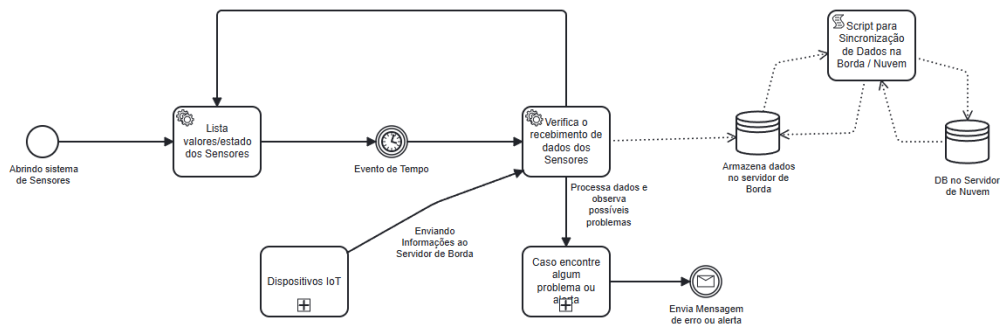 Script para
Sincronização
de Dados na
Borda / Nuvem
Lista
valores/estado
dos Sensores
Verifica o
recebimento de
dados dos
Sensores
Abrindo sistema
de Sensores
Evento de Tempo
Armazena dados
no servidor de
Borda
DB no Servidor
de Nuvem
Processa dados e
observa
possíveis
problemas
Enviando
Informações ao
Servidor de Borda
Dispositivos IoT
Caso encontre
algum
problema ou
alerta
Envia Mensagem
de erro ou alerta